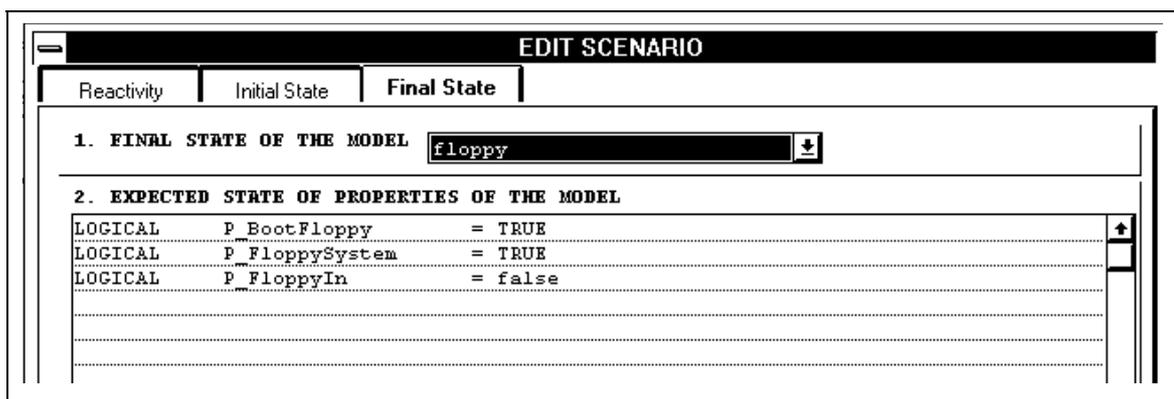 EDIT SCENARIO
Reactivity Initial State Final State
1. FINAL STATE OF THE MODEL floppy
2. EXPECTED STATE OF PROPERTIES OF THE MODEL
LOGICAL P_BootFloppy = TRUE
LOGICAL P_FloppySystem = TRUE
LOGICAL P_FloppyIn = false